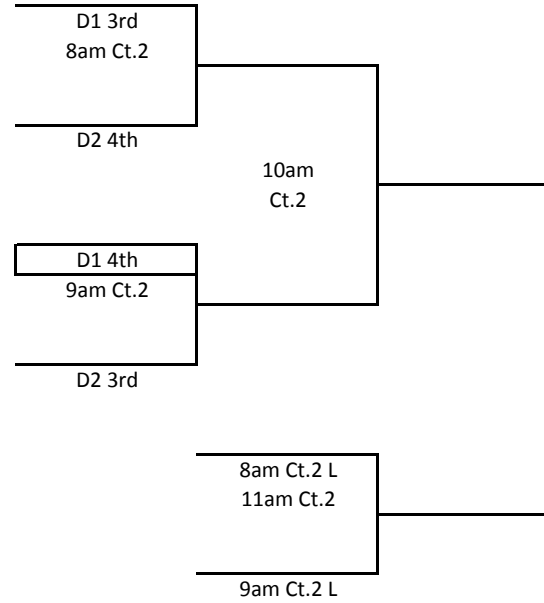 D1 3rd
8am Ct.2
D2 4th
10am
Ct.2
D1 4th
9am Ct.2
D2 3rd
8am Ct.2 L
11am Ct.2
9am Ct.2 L